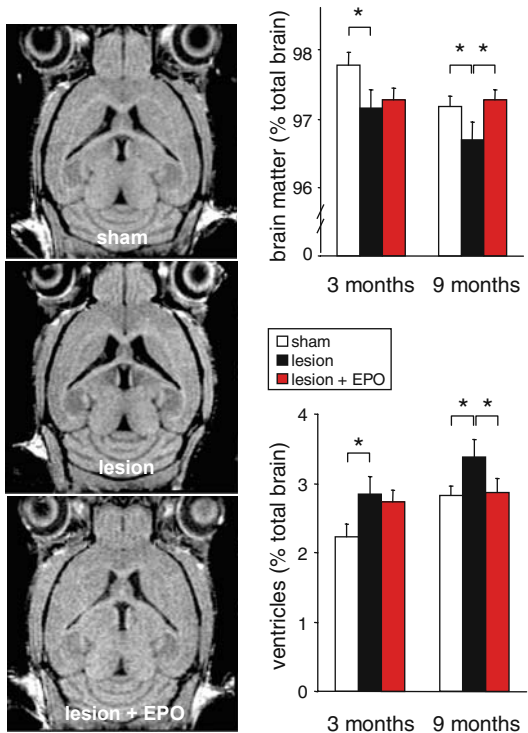 sham
lesion
lesion + EPO
brain matter (% total brain)
98
97
96
0
* * *
3 months 9 months
sham
lesion
lesion + EPO
ventricles (% total brain)
4
3
2
1
0
* * *
3 months 9 months